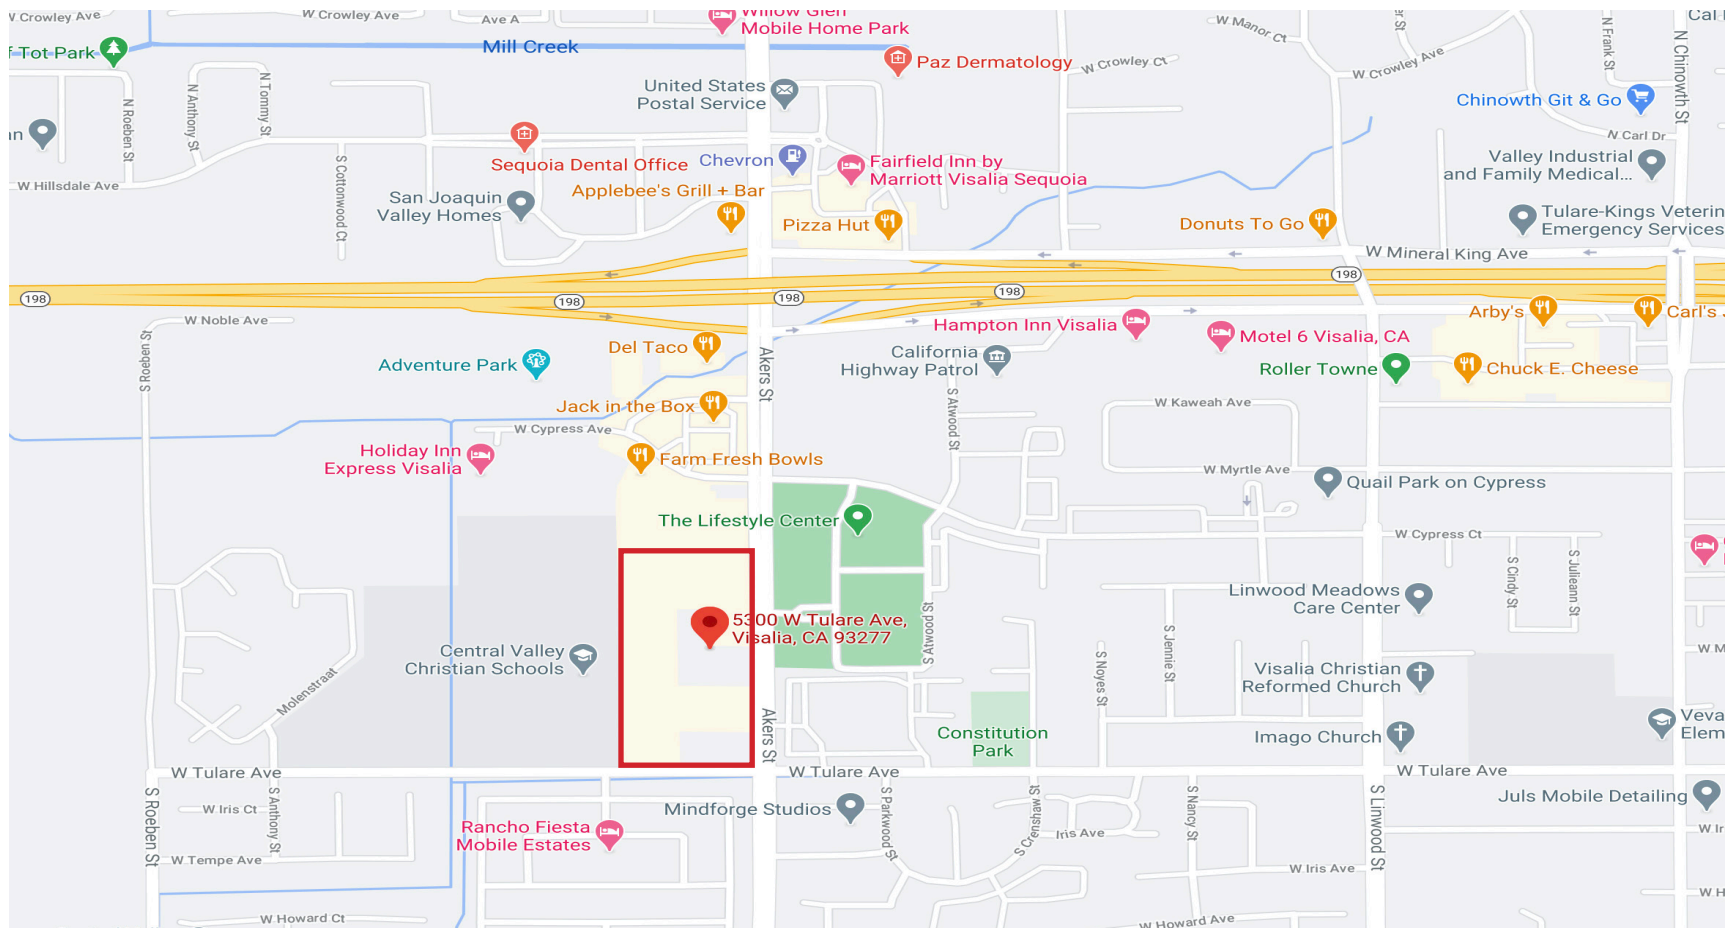 W Crowley Ave
W Crowley Ave
Ave A
Willow Glen
Mobile Home Park
W Manor Ct
N Frank St
N Chinowth St
Tot Park
Mill Creek
Paz Dermatology
W Crowley Ct
W Crowley Ave
United States
Postal Service
Chinowth Git & Go
N Roeben St
N Anthony St
N Tommy St
N Carl Dr
Sequoia Dental Office
Chevron
Fairfield Inn by
Marriott Visalia Sequoia
Valley Industrial
and Family Medical...
W Hillsdale Ave
S Cottonwood Ct
San Joaquin
Valley Homes
Applebee's Grill + Bar
Pizza Hut
Donuts To Go
Tulare-Kings Veterin
Emergency Services
W Mineral King Ave
198
198
198
198
198
W Noble Ave
S Roeben St
Adventure Park
Del Taco
Akers St
Hampton Inn Visalia
California
Highway Patrol
Motel 6 Visalia, CA
Roller Towne
Arby's
Carl's J
Chuck E. Cheese
Jack in the Box
W Cypress Ave
S Atwood St
W Kaweah Ave
Holiday Inn
Express Visalia
Farm Fresh Bowls
W Myrtle Ave
Quail Park on Cypress
The Lifestyle Center
W Cypress Ct
S Cindy St
S Julieann St
Linwood Meadows
Care Center
5300 W Tulare Ave,
Visalia, CA 93277
S Atwood St
Central Valley
Christian Schools
Molenstraat
S Noyes St
S Jennie St
Visalia Christian
Reformed Church
W M
Akers St
Constitution
Park
Imago Church
Veva
Elem
W Tulare Ave
W Tulare Ave
W Tulare Ave
S Roeben St
W Iris Ct
S Anthony St
Mindforge Studios
S Parkwood St
S Crenshaw St
Iris Ave
S Nancy St
S Linwood St
Juls Mobile Detailing
W Ir
Rancho Fiesta
Mobile Estates
W Tempe Ave
W Iris Ave
W H
W Howard Ct
W Howard Ave